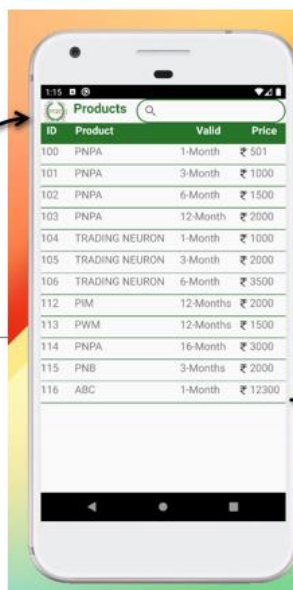 1:15
Products
ID Product Valid Price
100 PNPA 1-Month ₹ 501
101 PNPA 3-Month ₹ 1000
102 PNPA 6-Month ₹ 1500
103 PNPA 12-Month ₹ 2000
104 TRADING NEURON 1-Month ₹ 1000
105 TRADING NEURON 3-Month ₹ 2000
106 TRADING NEURON 6-Month ₹ 3500
112 PIM 12-Months ₹ 2000
113 PWM 12-Months ₹ 1500
114 PNPA 16-Month ₹ 3000
115 PNB 3-Months ₹ 2000
116 ABC 1-Month ₹ 12300